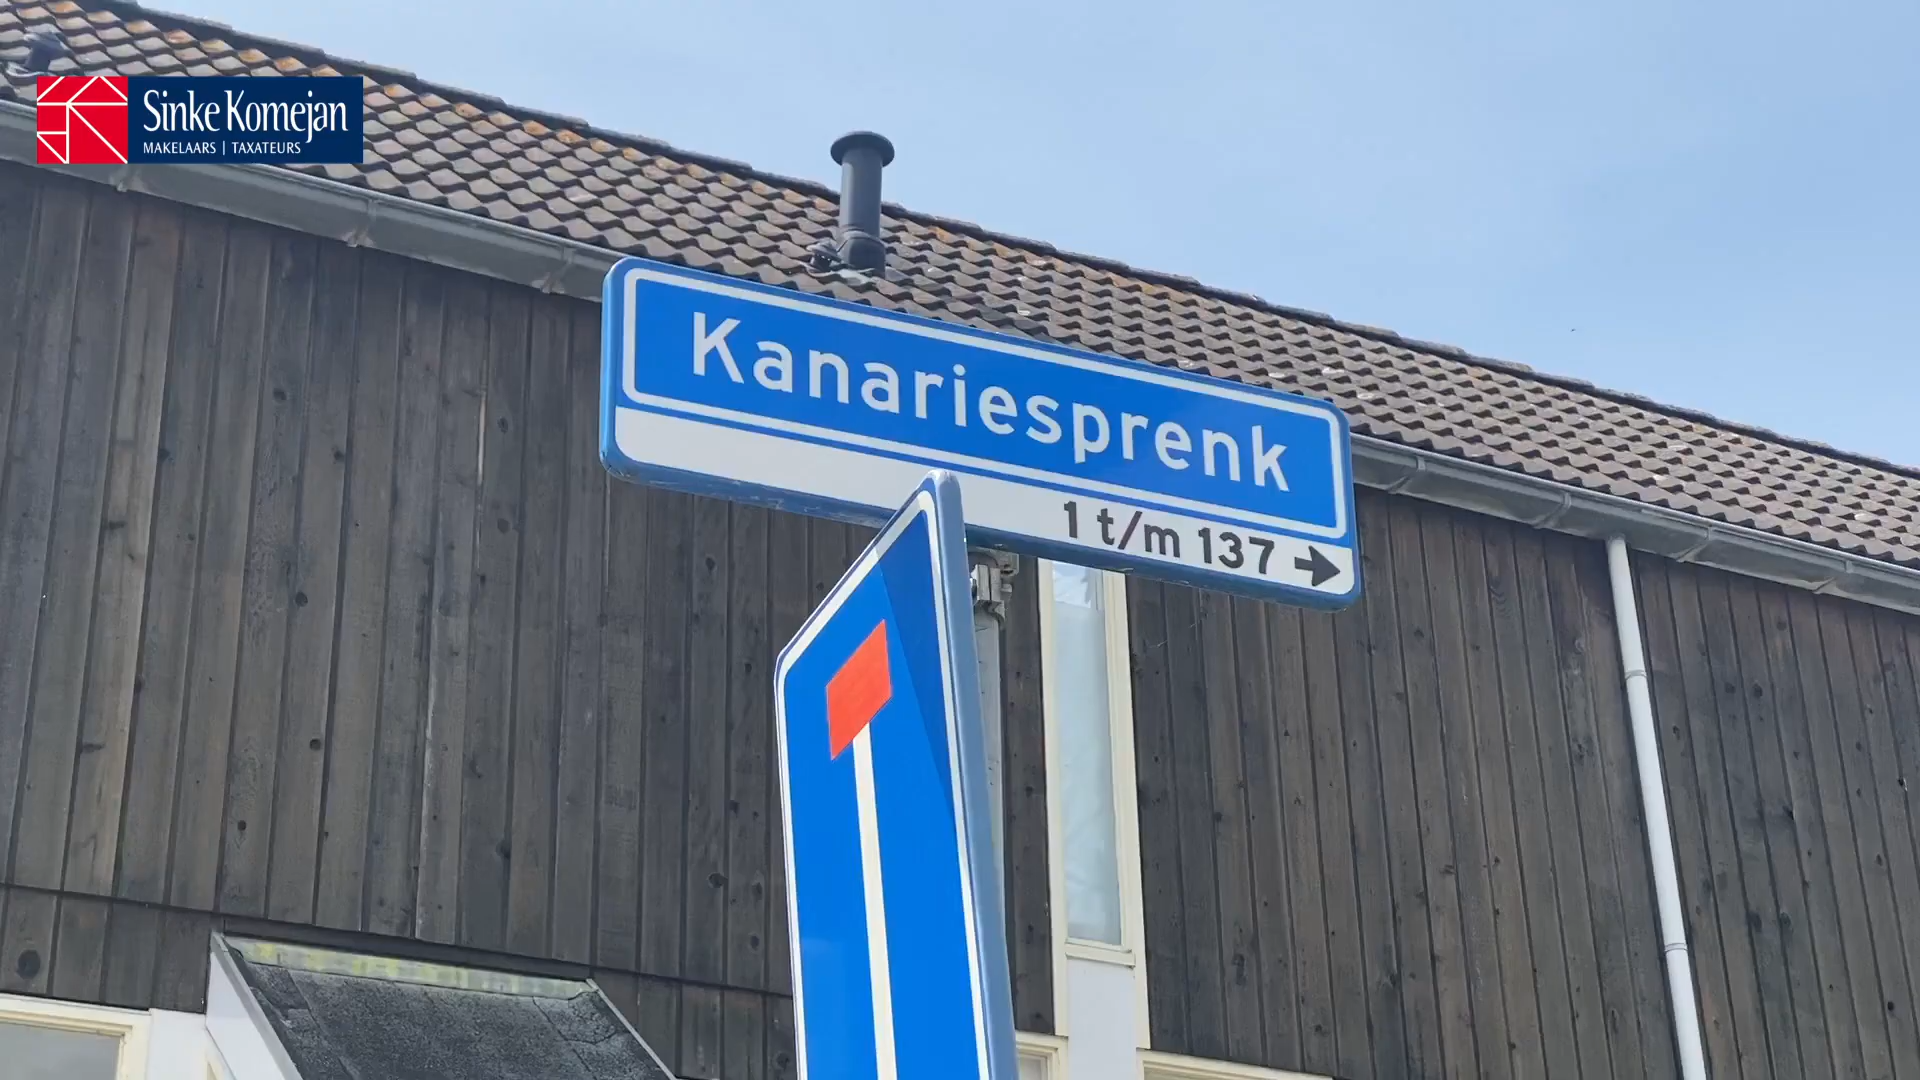 Sinke Komejan
MAKELAARS | TAXATEURS
Kanariesprenk
1 t/m 137 →